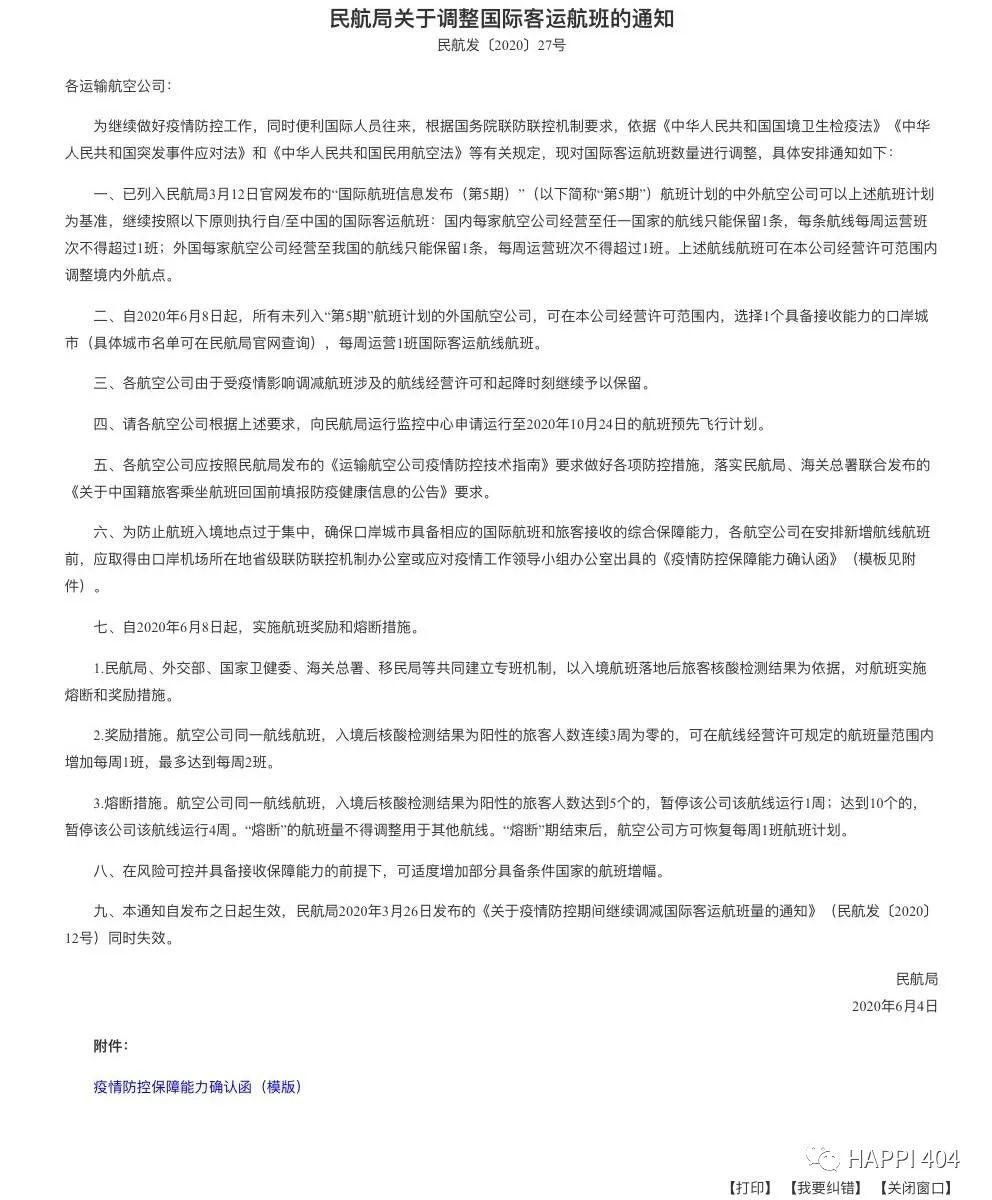 民航局关于调整国际客运航班的通知
民航发〔2020〕27号
各运输航空公司：
为继续做好疫情防控工作，同时便利国际人员往来，根据国务院联防联控机制要求，依据《中华人民共和国国境卫生检疫法》《中华
人民共和国突发事件应对法》和《中华人民共和国民用航空法》等有关规定，现对国际客运航班数量进行调整，具体安排通知如下：
一、已列入民航局3月12日官网发布的“国际航班信息发布（第5期）”（以下简称“第5期”）航班计划的中外航空公司可以上述航班计划
为基准，继续按照以下原则执行自/至中国的国际客运航班：国内每家航空公司经营至任一国家的航线只能保留1条，每条航线每周运营班
次不得超过1班；外国每家航空公司经营至我国的航线只能保留1条，每周运营班次不得超过1班。上述航线航班可在本公司经营许可范围内
调整境内外航点。
二、自2020年6月8日起，所有未列入“第5期”航班计划的外国航空公司，可在本公司经营许可范围内，选择1个具备接收能力的口岸城
市（具体城市名单可在民航局官网查询），每周运营1班国际客运航线航班。
三、各航空公司由于受疫情影响调减航班涉及的航线经营许可和起降时刻继续予以保留。
四、请各航空公司根据上述要求，向民航局运行监控中心申请运行至2020年10月24日的航班预先飞行计划。
五、各航空公司应按照民航局发布的《运输航空公司疫情防控技术指南》要求做好各项防控措施，落实民航局、海关总署联合发布的
《关于中国籍旅客乘坐航班回国前填报防疫健康信息的公告》要求。
六、为防止航班入境地点过于集中，确保口岸城市具备相应的国际航班和旅客接收的综合保障能力，各航空公司在安排新增航线航班
前，应取得由口岸机场所在地省级联防联控机制办公室或应对疫情工作领导小组办公室出具的《疫情防控保障能力确认函》（模板见附
件）。
七、自2020年6月8日起，实施航班奖励和熔断措施。
1.民航局、外交部、国家卫健委、海关总署、移民局等共同建立专班机制，以入境航班落地后旅客核酸检测结果为依据，对航班实施
熔断和奖励措施。
2.奖励措施。航空公司同一航线航班，入境后核酸检测结果为阳性的旅客人数连续3周为零的，可在航线经营许可规定的航班量范围内
增加每周1班，最多达到每周2班。
3.熔断措施。航空公司同一航线航班，入境后核酸检测结果为阳性的旅客人数达到5个的，暂停该公司该航线运行1周；达到10个的，
暂停该公司该航线运行4周。“熔断”的航班量不得调整用于其他航线。“熔断”期结束后，航空公司方可恢复每周1班航班计划。
八、在风险可控并具备接收保障能力的前提下，可适度增加部分具备条件国家的航班增幅。
九、本通知自发布之日起生效，民航局2020年3月26日发布的《关于疫情防控期间继续调减国际客运航班量的通知》（民航发〔2020〕
12号）同时失效。
民航局
2020年6月4日
附件：
疫情防控保障能力确认函（模版）
HAPPI 404
【打印】 【我要纠错】 【关闭窗口】